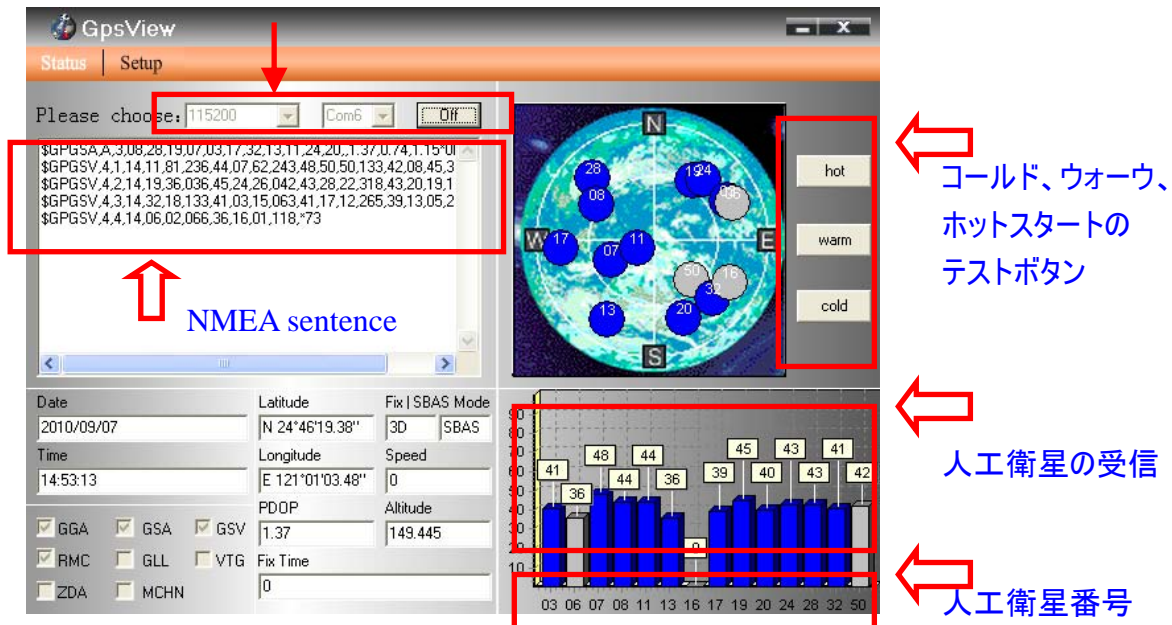 GpsView
Status | Setup
Please choose: 115200 Com6 Off
$GPGSA,A,3,08,28,19,07,03,17,32,13,11,24,20,,1.37,0.74,1.15*0
$GPGSV,4,1,14,11,81,236,44,07,62,243,48,50,50,133,42,08,45,3
$GPGSV,4,2,14,19,36,036,45,24,26,042,43,28,22,318,43,20,19,1
$GPGSV,4,3,14,32,18,133,41,03,15,063,41,17,12,265,39,13,05,2
$GPGSV,4,4,14,06,02,066,36,16,01,118,*73
NMEA sentence
N
28
19 24
06
08
W
17
07
11
E
50
16
32
13
20
S
hot
warm
cold
コールド、ウォーウ、
ホットスタートの
テストボタン
Date
2010/09/07
Time
14:53:13
Latitude
N 24°46'19.38''
Longitude
E 121°01'03.48''
PDOP
1.37
Fix Time
0
Fix | SBAS Mode
3D SBAS
Speed
0
Altitude
149.445
GGA GSA GSV
RMC GLL VTG
ZDA MCHN
90
80
70
60
50
40
30
20
10
41 36 48 44 44 36 0 39 45 40 43 43 41 42
03 06 07 08 11 13 16 17 19 20 24 28 32 50
人工衛星の受信
人工衛星番号